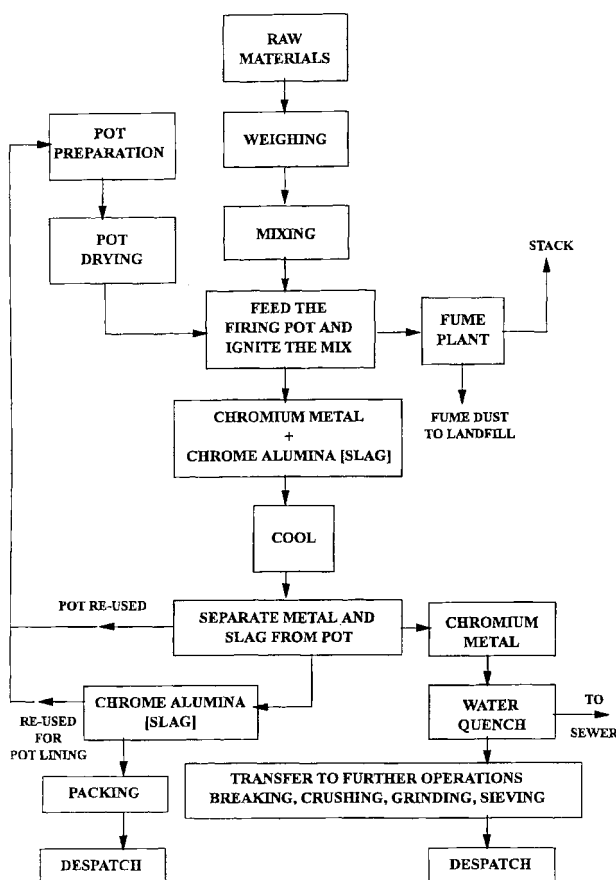 RAW
MATERIALS
POT
PREPARATION
WEIGHING
POT
DRYING
MIXING
STACK
FEED THE
FIRING POT AND
IGNITE THE MIX
FUME
PLANT
FUME DUST
TO LANDFILL
CHROMIUM METAL
+
CHROME ALUMINA [SLAG]
COOL
POT RE-USED
SEPARATE METAL AND
SLAG FROM POT
CHROMIUM
METAL
CHROME ALUMINA
[SLAG]
RE-USED
FOR
POT LINING
WATER
QUENCH
TO
SEWER
PACKING
TRANSFER TO FURTHER OPERATIONS
BREAKING, CRUSHING, GRINDING, SIEVING
DESPATCH
DESPATCH